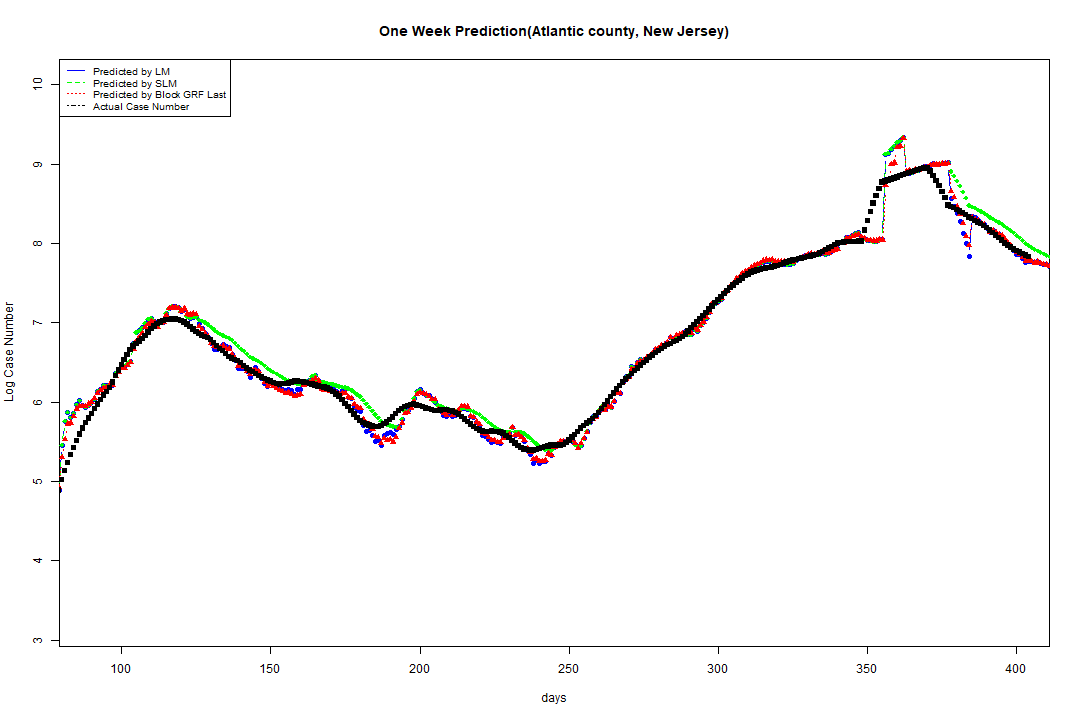 One Week Prediction(Atlantic county, New Jersey)
Predicted by LM
Predicted by SLM
Predicted by Block GRF Last
Actual Case Number
10
9
8
7
6
5
4
3
Log Case Number
100 150 200 250 300 350 400
days